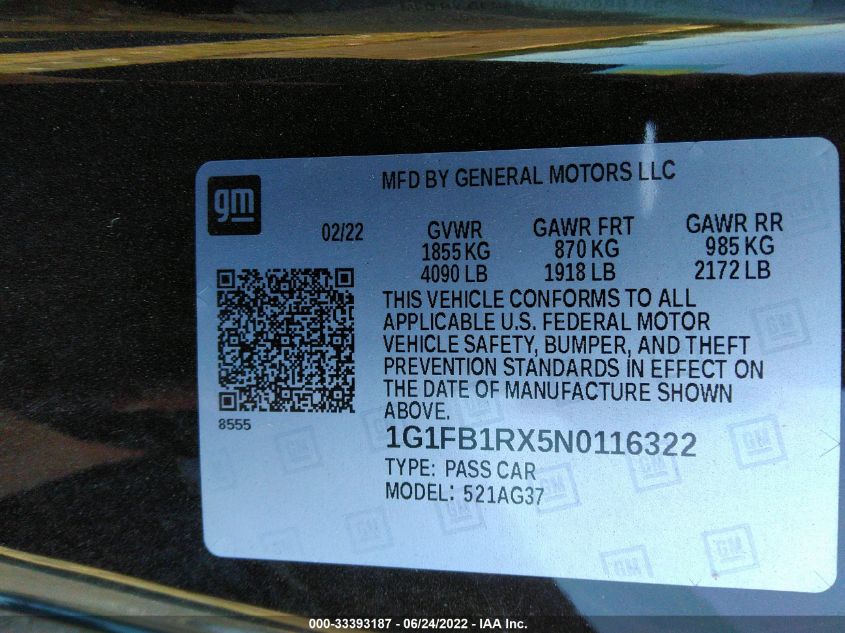 gm
MFD BY GENERAL MOTORS LLC
02/22 GVWR GAWR FRT GAWR RR
1855 KG 870 KG 985 KG
4090 LB 1918 LB 2172 LB
THIS VEHICLE CONFORMS TO ALL
APPLICABLE U.S. FEDERAL MOTOR
VEHICLE SAFETY, BUMPER, AND THEFT
PREVENTION STANDARDS IN EFFECT ON
THE DATE OF MANUFACTURE SHOWN
ABOVE.
8555
1G1FB1RX5N0116322
TYPE: PASS CAR
MODEL: 521AG37
000-33393187 - 06/24/2022 - IAA Inc.